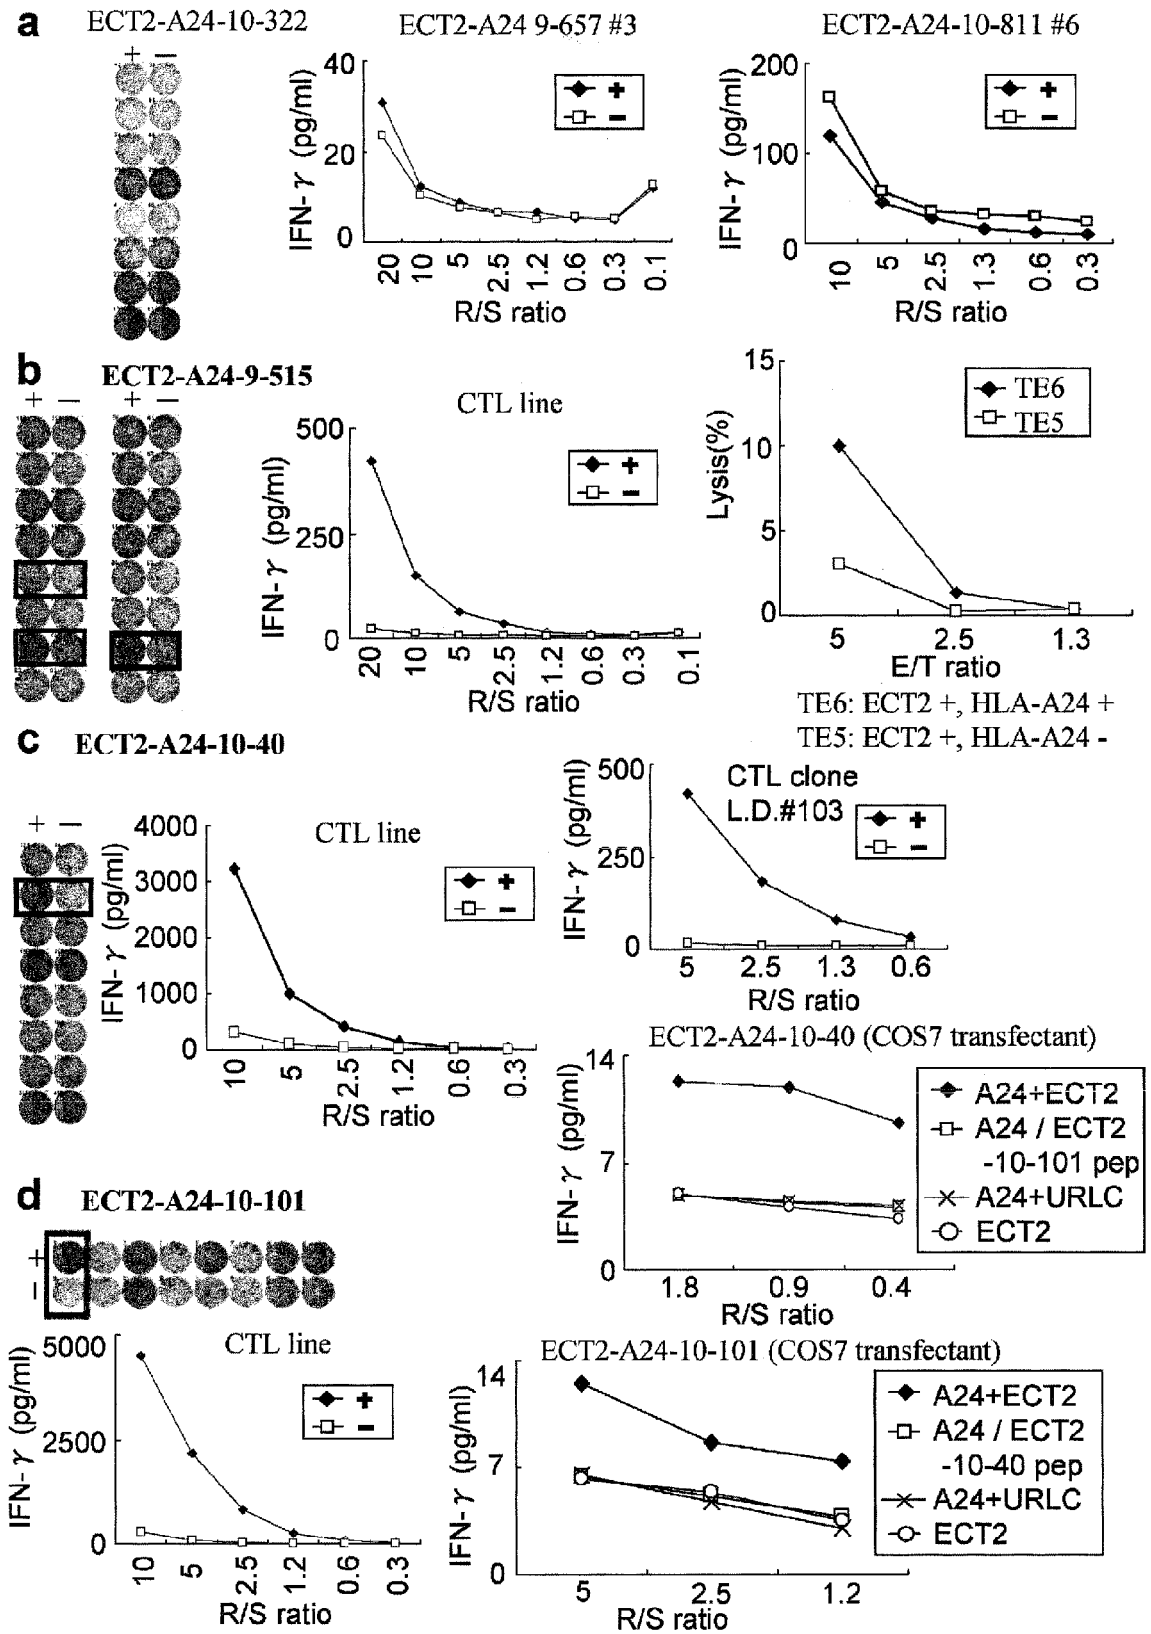 a
ECT2-A24-10-322
+ −
ECT2-A24 9-657 #3
IFN-γ (pg/ml)
40
20
0
+
−
20 10 5 2.5 1.2 0.6 0.3 0.1
R/S ratio
ECT2-A24-10-811 #6
IFN-γ (pg/ml)
200
100
0
+
−
10 5 2.5 1.3 0.6 0.3
R/S ratio
b
ECT2-A24-9-515
+ − + −
CTL line
IFN-γ (pg/ml)
500
250
0
+
−
20 10 5 2.5 1.2 0.6 0.3 0.1
R/S ratio
Lysis(%)
15
10
5
0
TE6
TE5
5 2.5 1.3
E/T ratio
TE6: ECT2 +, HLA-A24 +
TE5: ECT2 +, HLA-A24 -
c
ECT2-A24-10-40
+ −
CTL line
IFN-γ (pg/ml)
4000
3000
2000
1000
0
+
−
10 5 2.5 1.2 0.6 0.3
R/S ratio
CTL clone
L.D.#103
IFN-γ (pg/ml)
500
250
0
+
−
5 2.5 1.3 0.6
R/S ratio
ECT2-A24-10-40 (COS7 transfectant)
IFN-γ (pg/ml)
14
7
0
A24+ECT2
A24 / ECT2
-10-101 pep
A24+URLC
ECT2
1.8 0.9 0.4
R/S ratio
d
ECT2-A24-10-101
+
−
CTL line
IFN-γ (pg/ml)
5000
2500
0
+
−
10 5 2.5 1.2 0.6 0.3
R/S ratio
ECT2-A24-10-101 (COS7 transfectant)
IFN-γ (pg/ml)
14
7
0
A24+ECT2
A24 / ECT2
-10-40 pep
A24+URLC
ECT2
5 2.5 1.2
R/S ratio